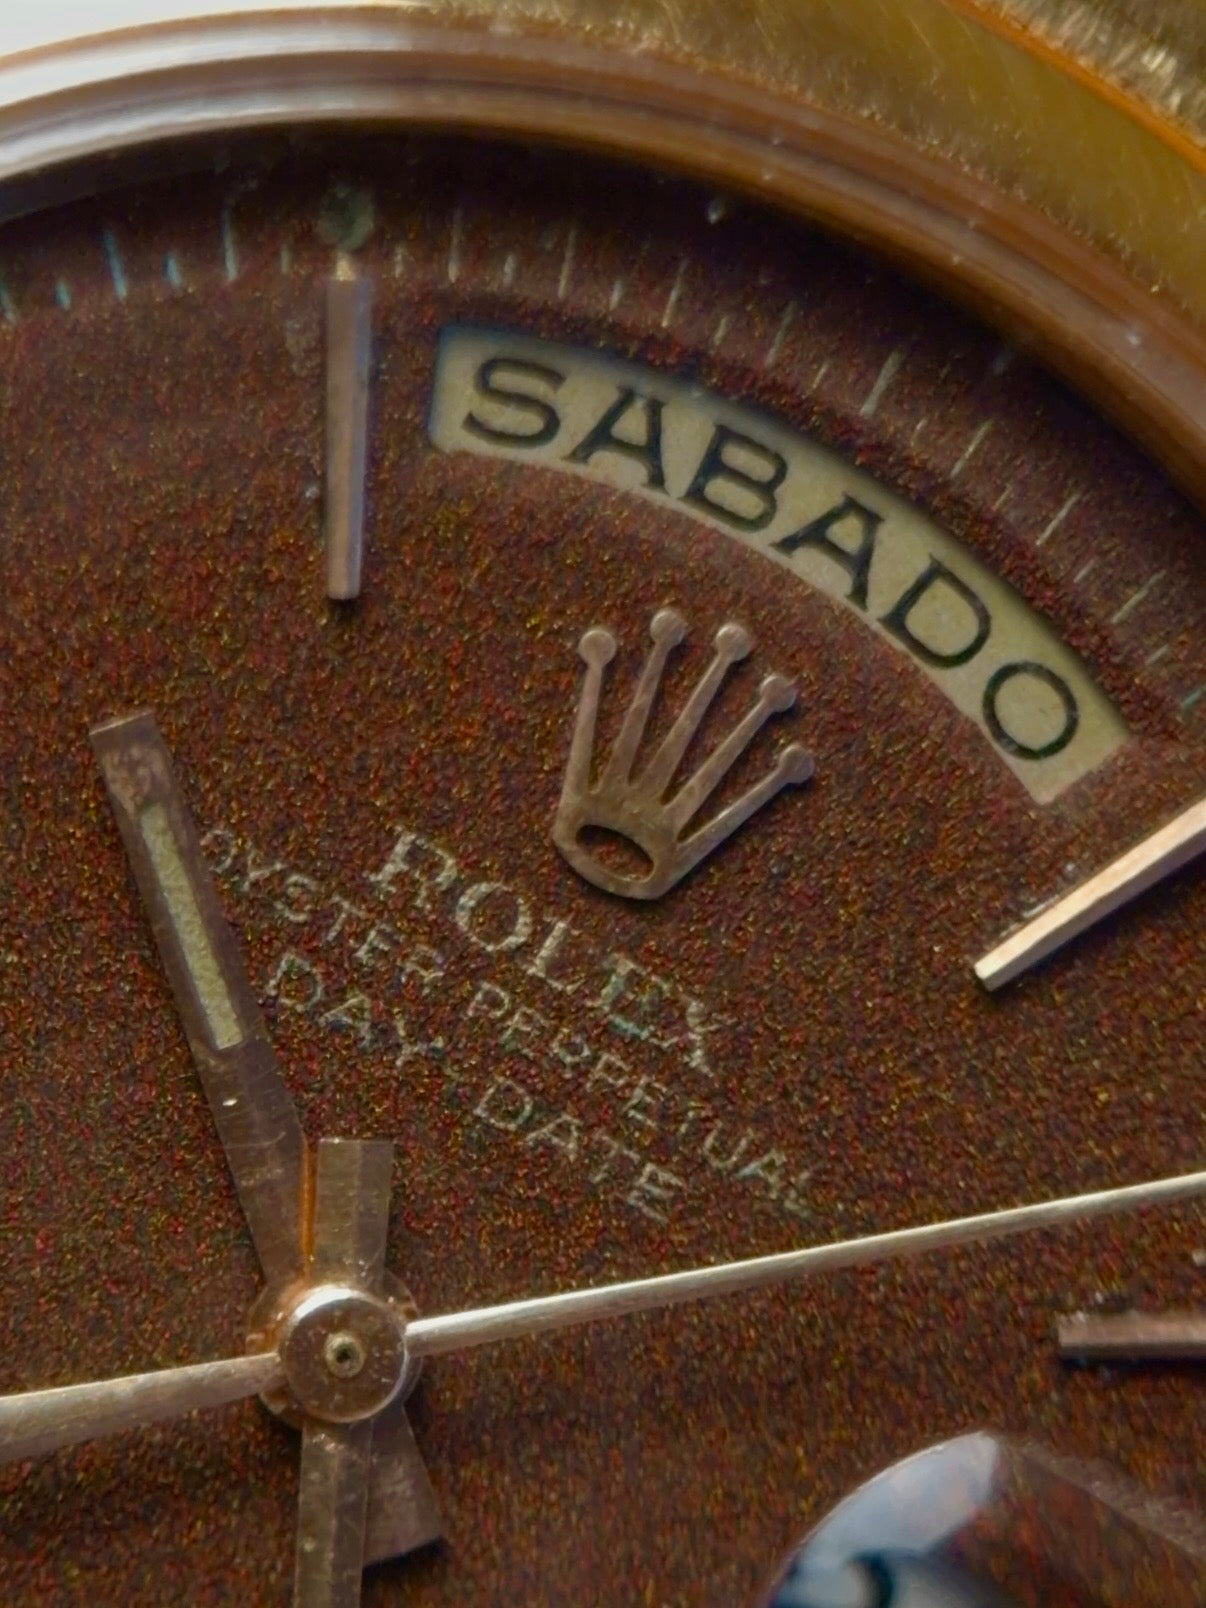 SABADO
ROLEX
OYSTER PERPETUAL
DAY-DATE